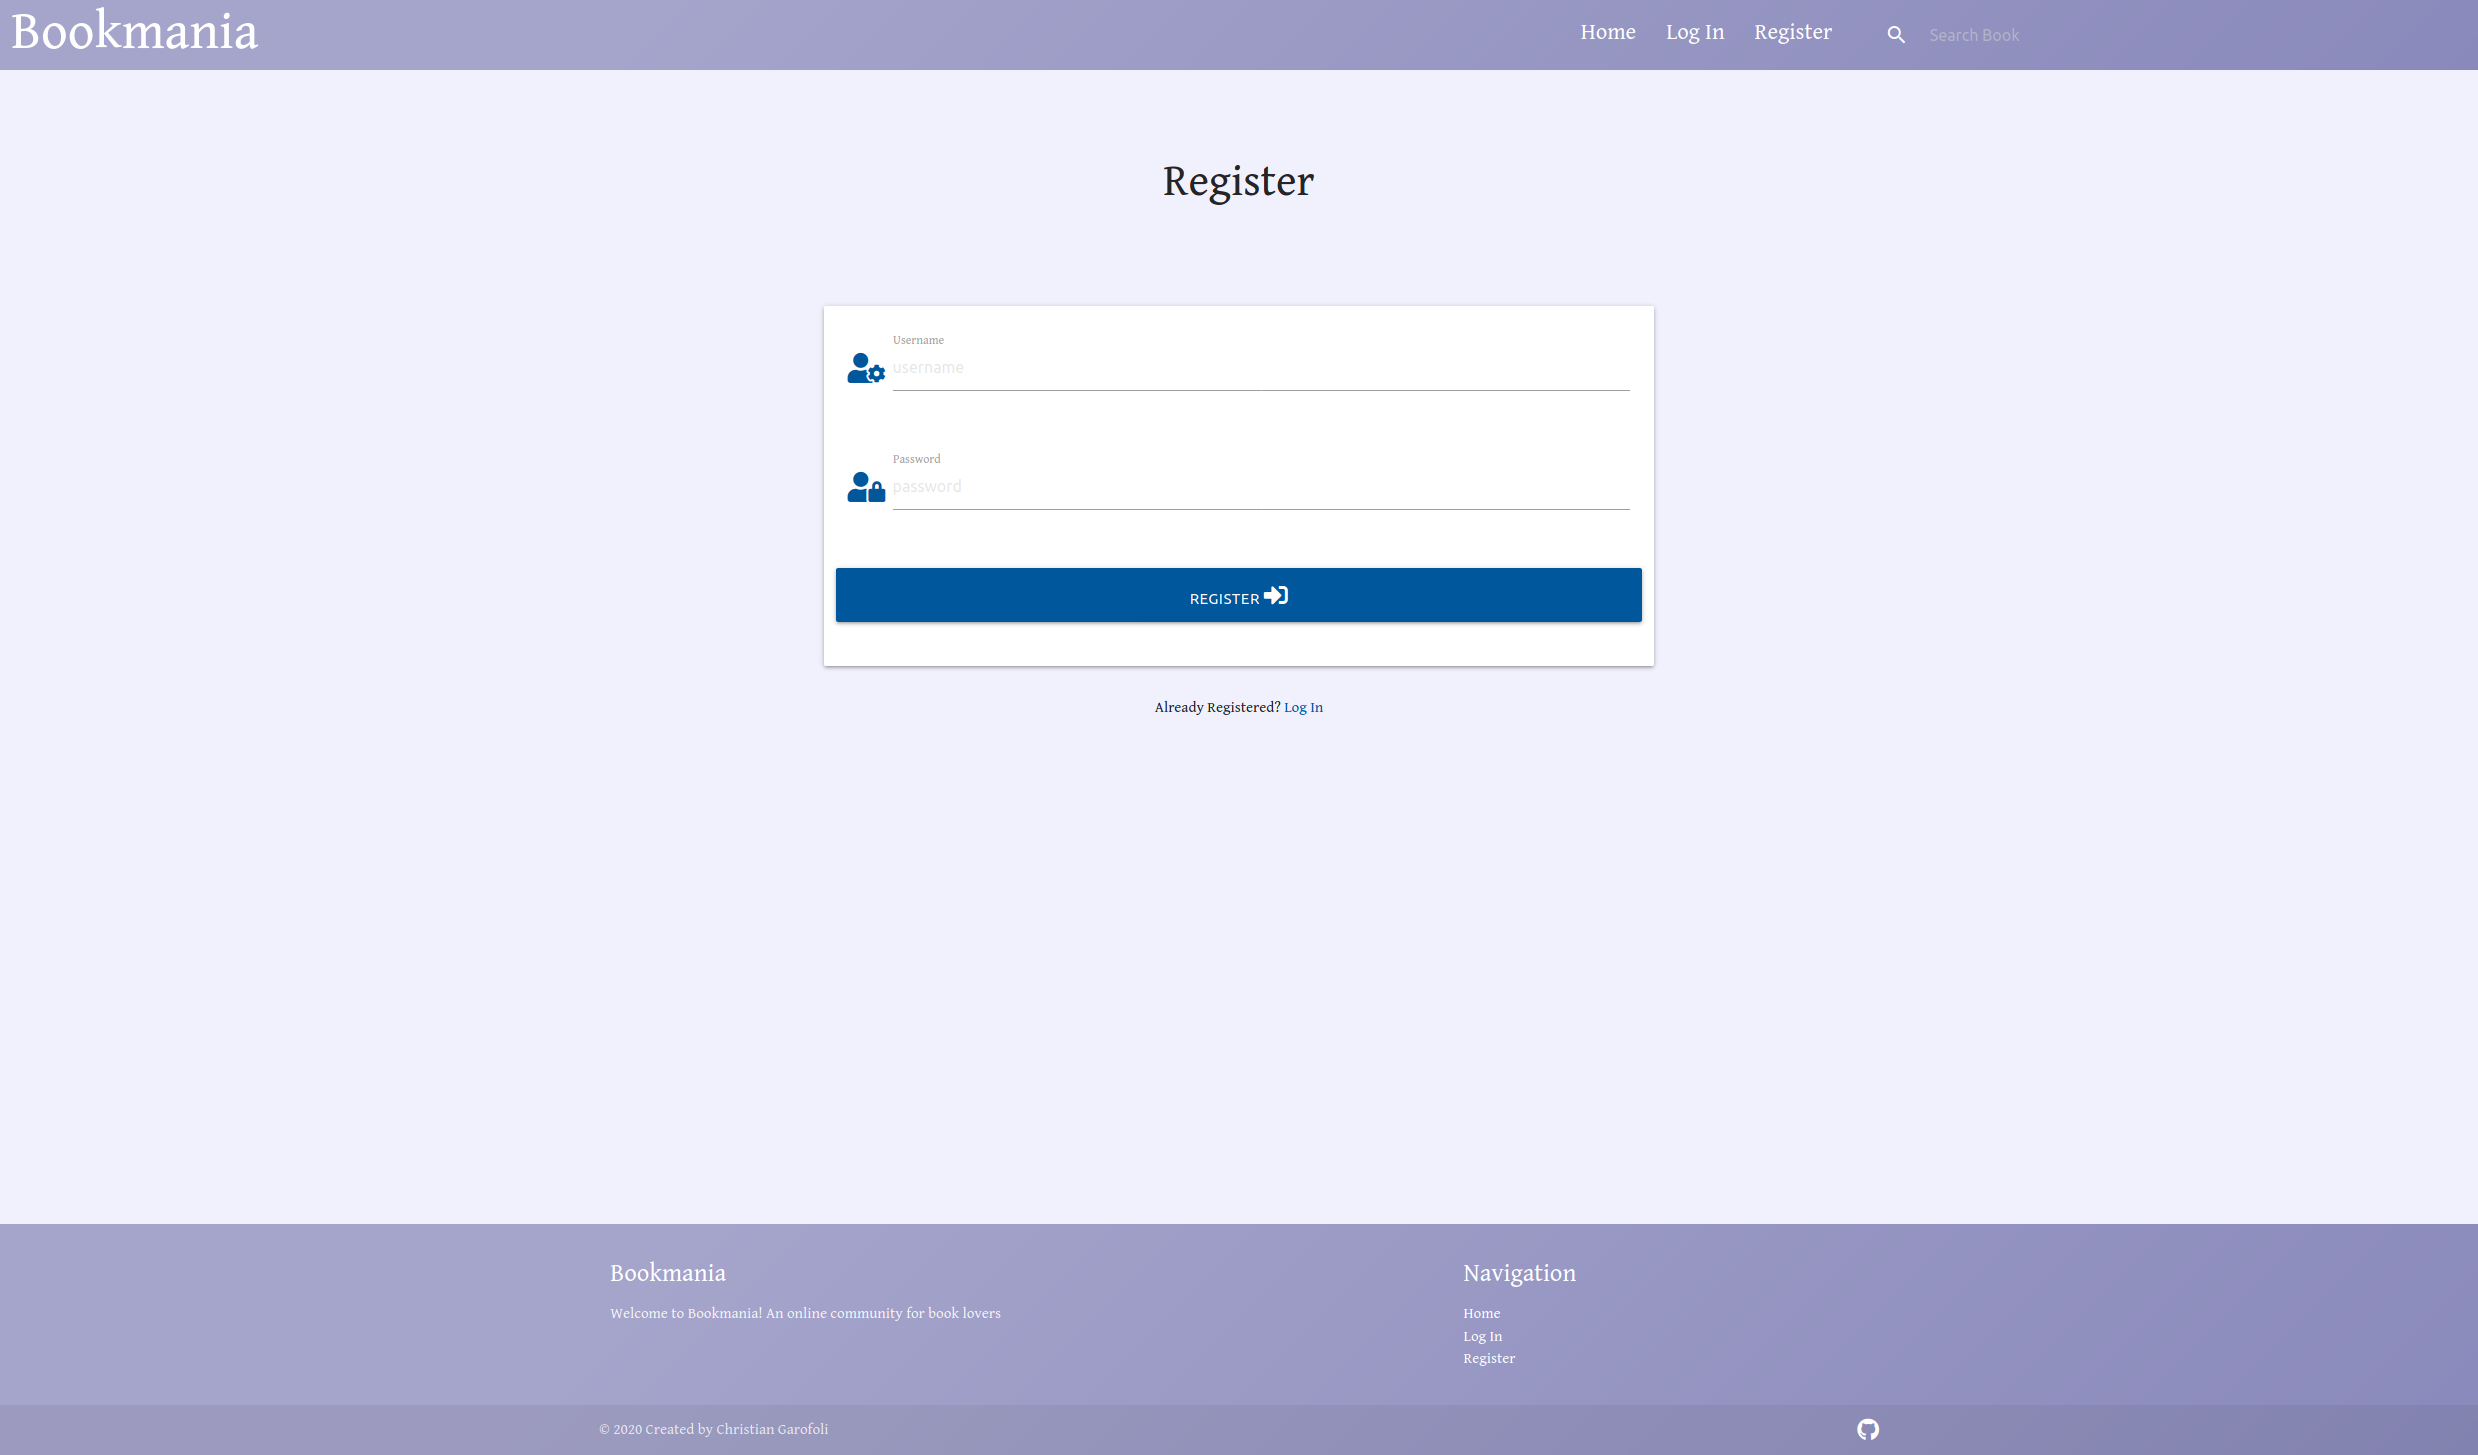 Bookmania
Home Log In Register Search Book
Register
Username
username
Password
password
REGISTER
Already Registered? Log In
Bookmania
Welcome to Bookmania! An online community for book lovers
Navigation
Home
Log In
Register
© 2020 Created by Christian Garofoli